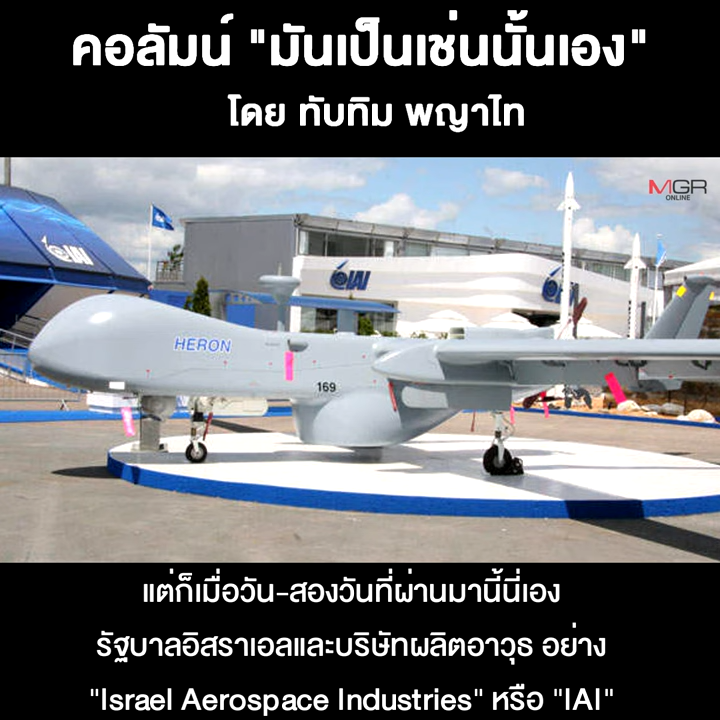 คอลัมน์ "มันเป็นเช่นนั้นเอง"
โดย ทับทิม พญาไท
MGR
ONLINE
IAI
IAI
IAI
HERON
169
แต่ก็เมื่อวัน-สองวันที่ผ่านมานี้นี่เอง
รัฐบาลอิสราเอลและบริษัทผลิตอาวุธ อย่าง
"Israel Aerospace Industries" หรือ "IAI"